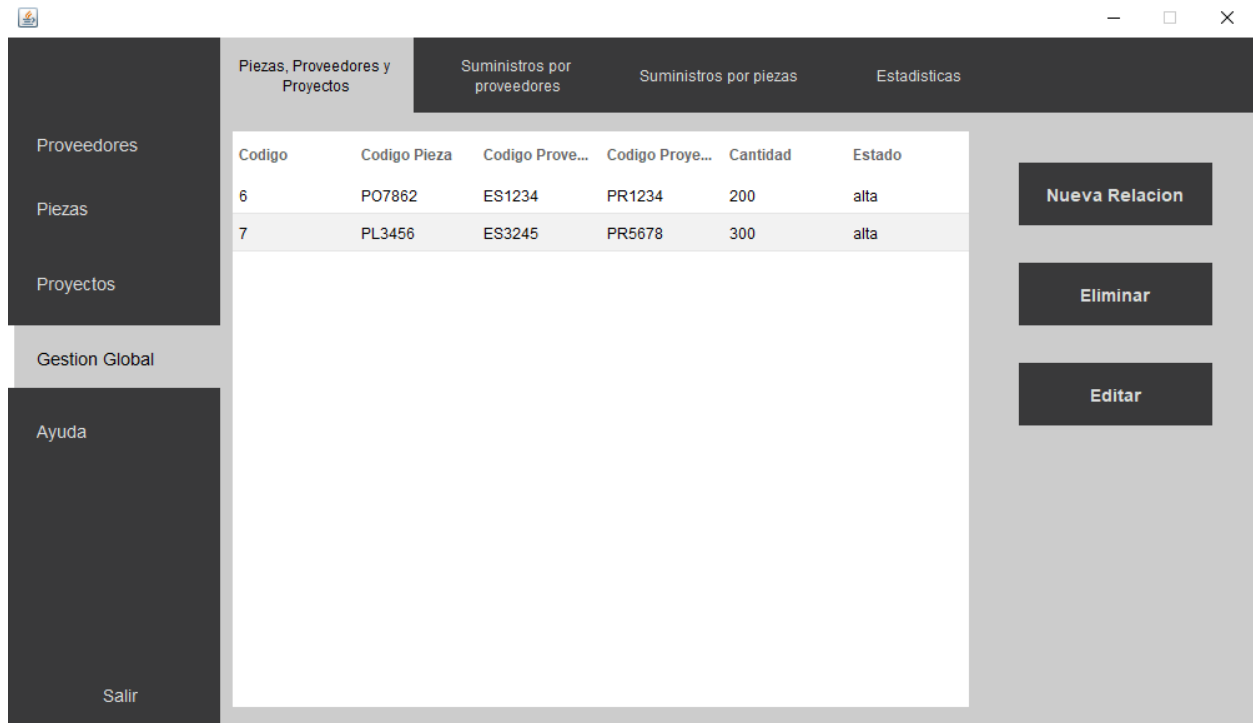 Piezas, Proveedores y
Proyectos
Suministros por
proveedores
Suministros por piezas
Estadisticas
Proveedores
Piezas
Proyectos
Gestion Global
Ayuda
Salir
Codigo Codigo Pieza Codigo Prove... Codigo Proye... Cantidad Estado
6 PO7862 ES1234 PR1234 200 alta
7 PL3456 ES3245 PR5678 300 alta
Nueva Relacion
Eliminar
Editar